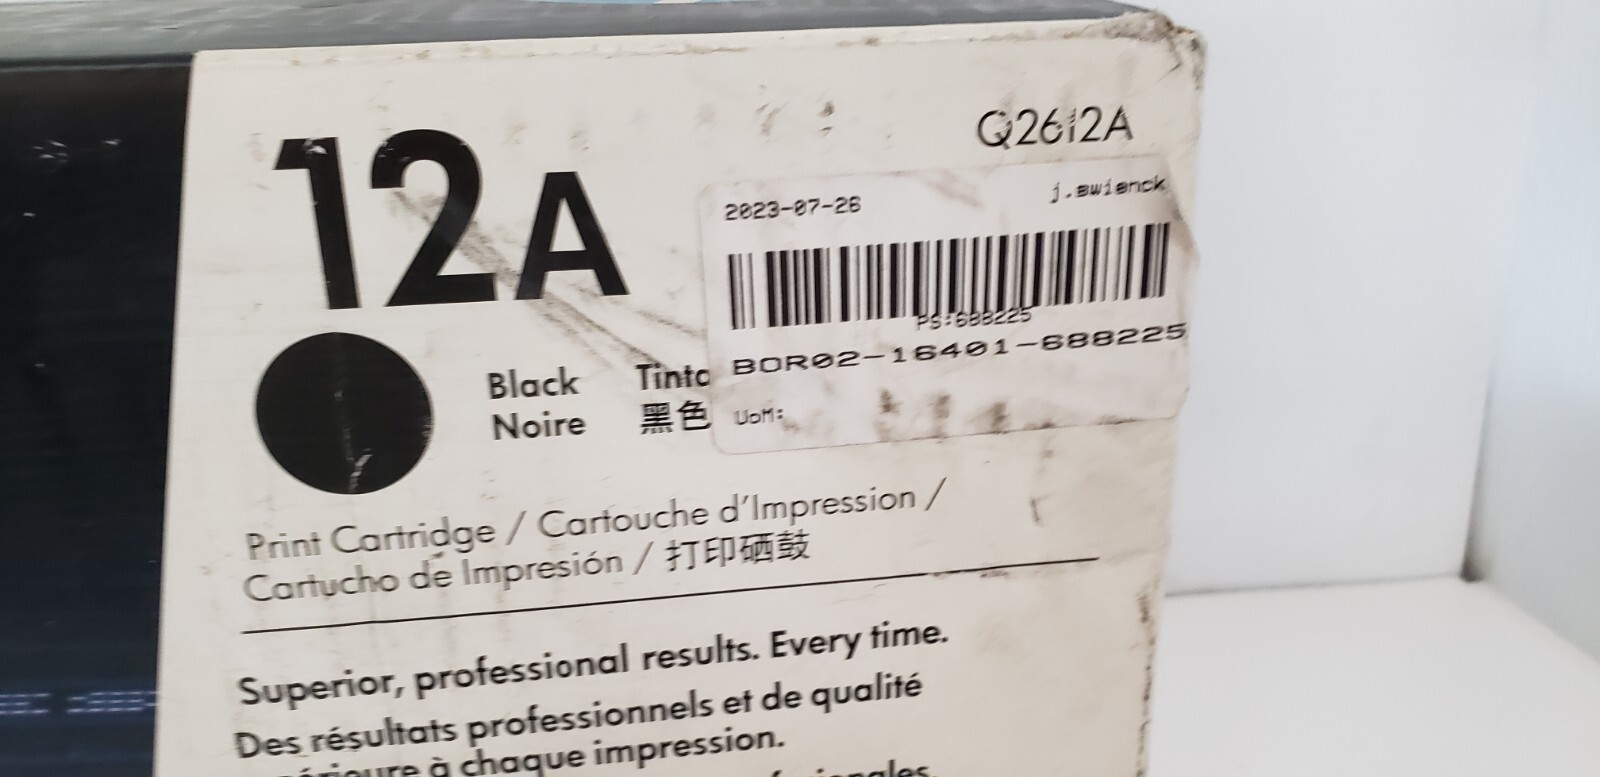 12A
Q2612A
2023-07-26 j.swienck
PS:688225
BOR02-16401-688225
UoM:
Black Tinta
Noire 黑色
Print Cartridge / Cartouche d'Impression /
Cartucho de Impresión / 打印硒鼓
Superior, professional results. Every time.
Des résultats professionnels et de qualité
à chaque impression.